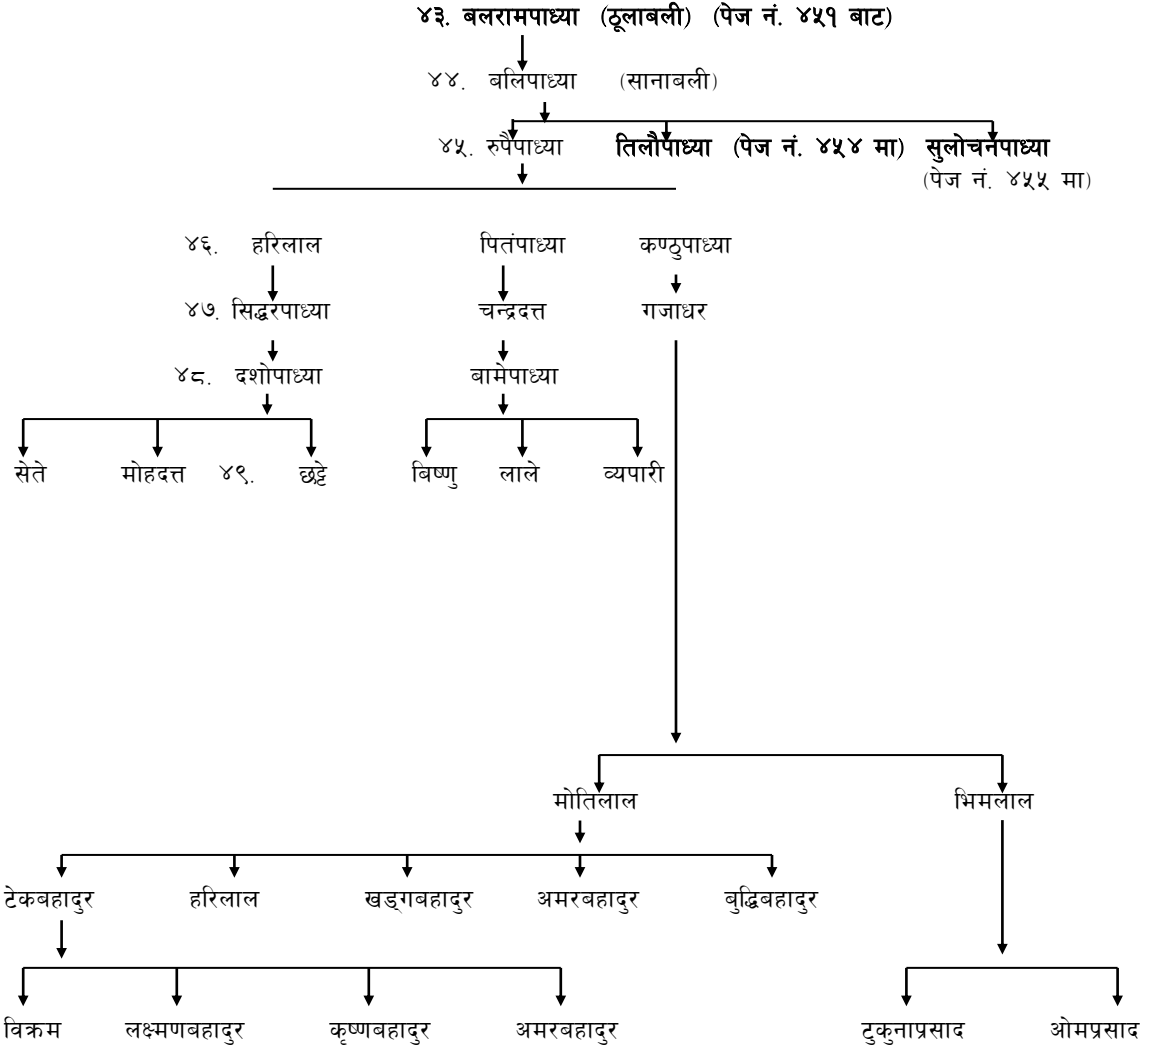 ४३. बलरामपाध्या (ठूलाबली) (पेज नं. ४५१ बाट)
४४. बलिपाध्या (सानाबली)
४५. रुपैपाध्या तिलौपाध्या (पेज नं. ४५४ मा) सुलोचनपाध्या
(पेज नं. ४५५ मा)
४६. हरिलाल पितंपाध्या कण्ठुपाध्या
४७. सिद्धरपाध्या चन्द्रदत्त गजाधर
४८. दशोपाध्या बामेपाध्या
सेते मोहदत्त ४९. छट्टे बिष्णु लाले व्यपारी
मोतिलाल भिमलाल
टेकबहादुर हरिलाल खड्गबहादुर अमरबहादुर बुद्धिबहादुर
विक्रम लक्ष्मणबहादुर कृष्णबहादुर अमरबहादुर टुकुनाप्रसाद ओमप्रसाद